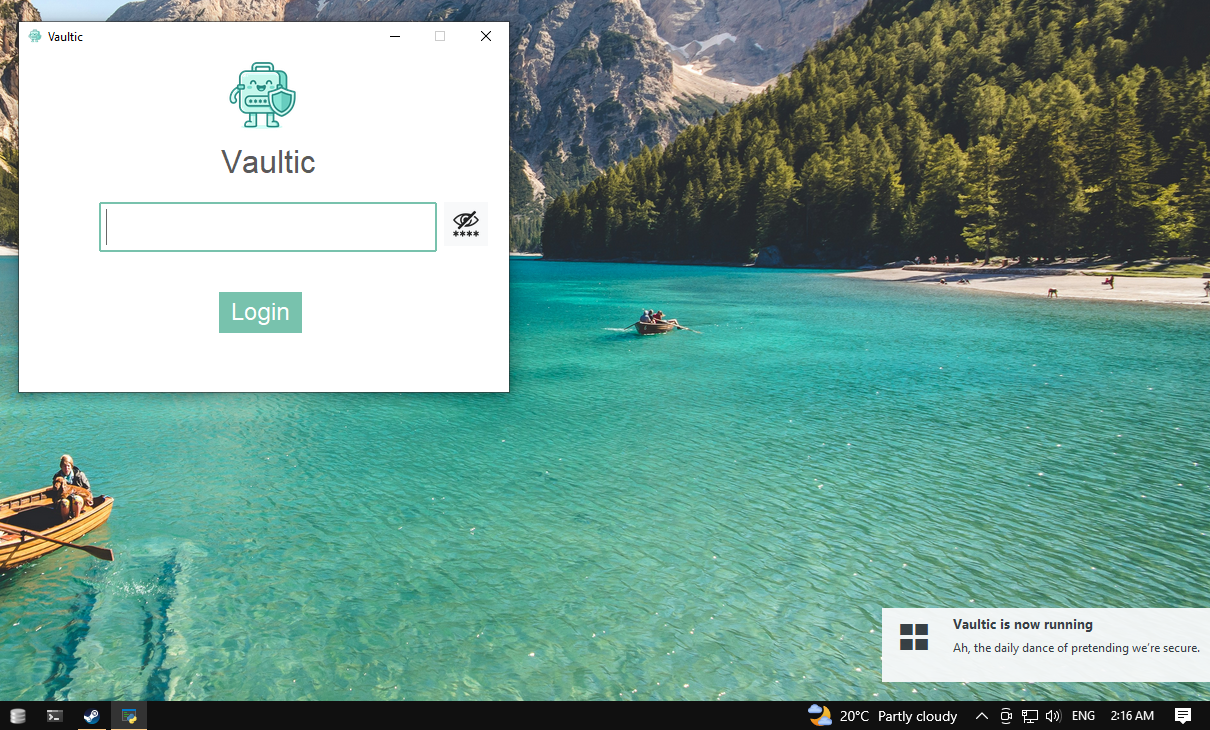 Vaultic
Vaultic
Login
Vaultic is now running
Ah, the daily dance of pretending we're secure.
20°C Partly cloudy
ENG
2:16 AM